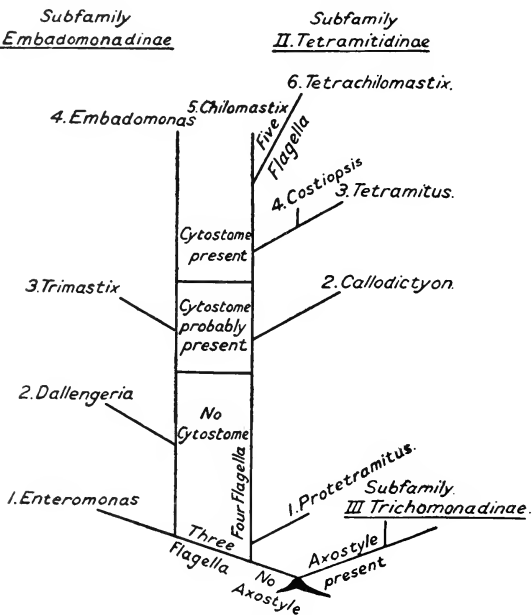 Subfamily
Embadomonadinae
Subfamily
II. Tetramitidinae
6. Tetrachilomastix.
5. Chilomastix
4. Embadomonas
Five
Flagella
4. Costiopsis
3. Tetramitus.
Cytostome
present
3. Trimastix
Cytostome
probably
present
2. Callodictyon.
2. Dallengeria
No
Cytostome
Four Flagella
1. Protetramitus.
Subfamily.
III Trichomonadinae.
1. Enteromonas
Three
Flagella
No
Axostyle
Axostyle
present